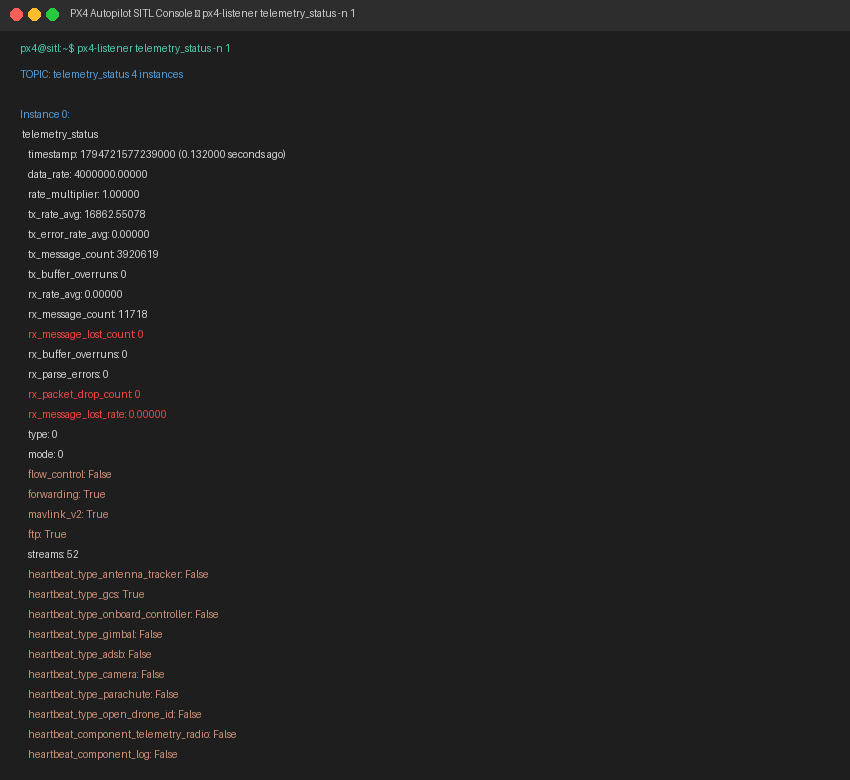 PX4 Autopilot SITL Console ☒ px4-listener telemetry_status -n 1
px4@sitl:~$ px4-listener telemetry_status -n 1
TOPIC: telemetry_status 4 instances
Instance 0:
telemetry_status
timestamp: 1794721577239000 (0.132000 seconds ago)
data_rate: 4000000.00000
rate_multiplier: 1.00000
tx_rate_avg: 16862.55078
tx_error_rate_avg: 0.00000
tx_message_count: 3920619
tx_buffer_overruns: 0
rx_rate_avg: 0.00000
rx_message_count: 11718
rx_message_lost_count: 0
rx_buffer_overruns: 0
rx_parse_errors: 0
rx_packet_drop_count: 0
rx_message_lost_rate: 0.00000
type: 0
mode: 0
flow_control: False
forwarding: True
mavlink_v2: True
ftp: True
streams: 52
heartbeat_type_antenna_tracker: False
heartbeat_type_gcs: True
heartbeat_type_onboard_controller: False
heartbeat_type_gimbal: False
heartbeat_type_adsb: False
heartbeat_type_camera: False
heartbeat_type_parachute: False
heartbeat_type_open_drone_id: False
heartbeat_component_telemetry_radio: False
heartbeat_component_log: False